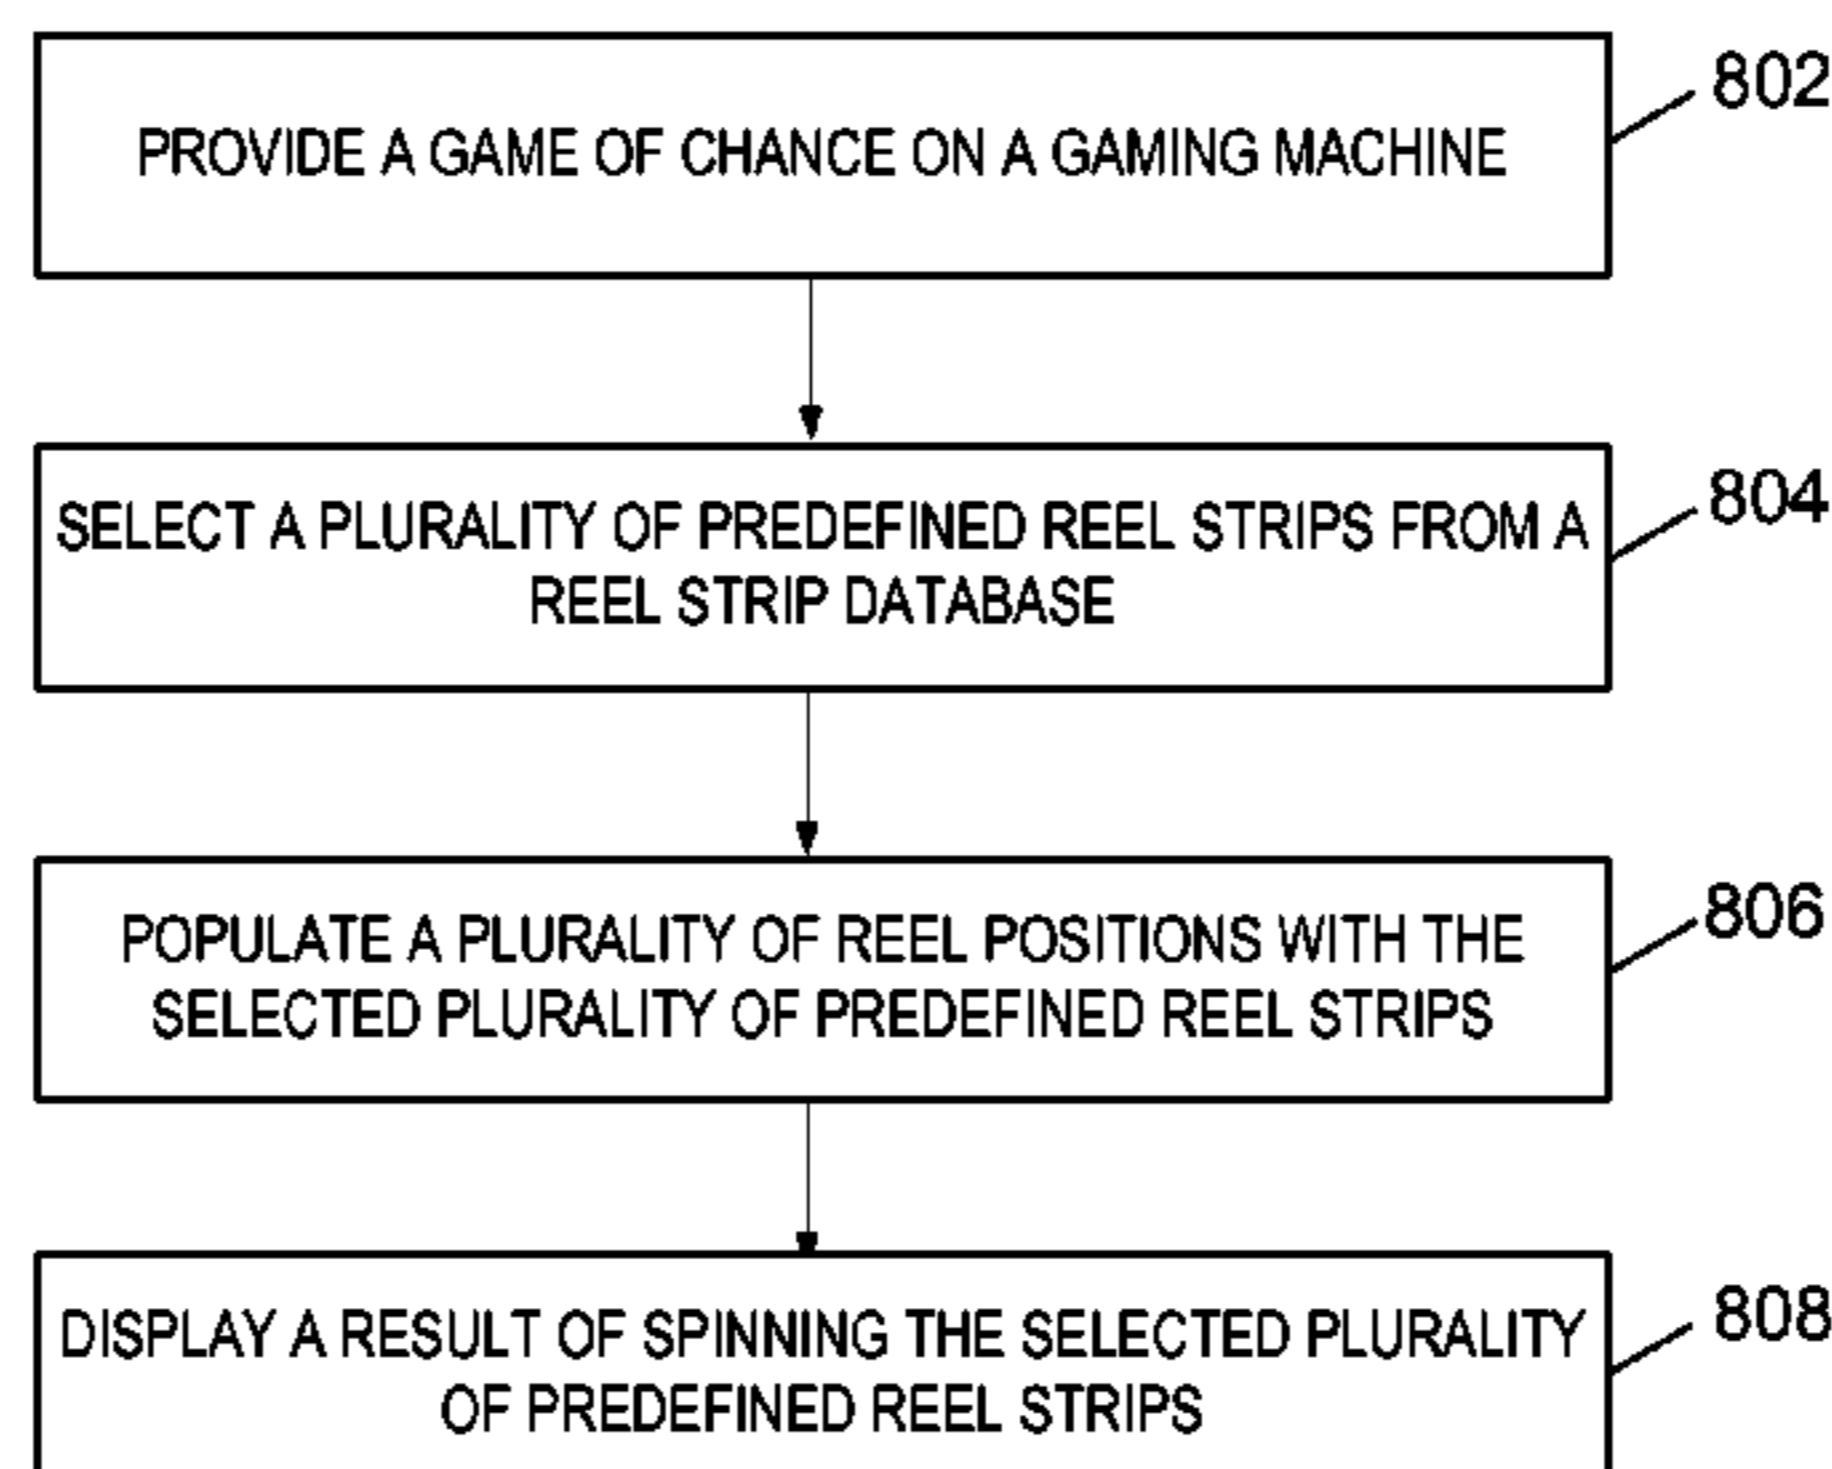 802
PROVIDE A GAME OF CHANCE ON A GAMING MACHINE
804
SELECT A PLURALITY OF PREDEFINED REEL STRIPS FROM A
REEL STRIP DATABASE
806
POPULATE A PLURALITY OF REEL POSITIONS WITH THE
SELECTED PLURALITY OF PREDEFINED REEL STRIPS
808
DISPLAY A RESULT OF SPINNING THE SELECTED PLURALITY
OF PREDEFINED REEL STRIPS